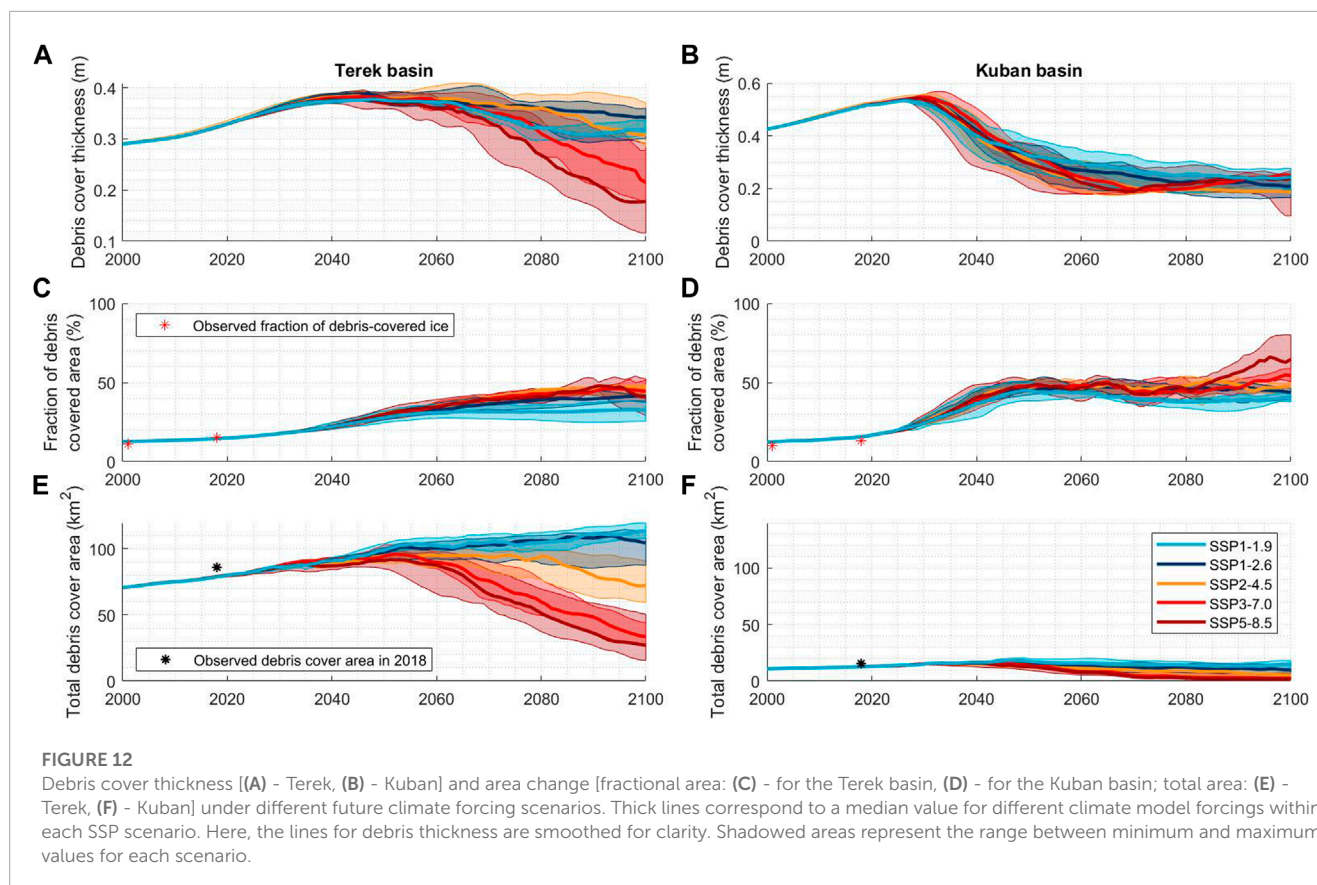 A
B
Terek basin
Kuban basin
Debris cover thickness (m)
0.4
0.3
0.2
0.1
2000 2020 2040 2060 2080 2100
Debris cover thickness (m)
0.6
0.4
0.2
0
2000 2020 2040 2060 2080 2100
C
D
Fraction of debris
covered area (%)
100
50
0
Observed fraction of debris-covered ice
2000 2020 2040 2060 2080 2100
Fraction of debris
covered area (%)
100
50
0
2000 2020 2040 2060 2080 2100
E
F
Total debris cover area (km2)
100
50
0
Observed debris cover area in 2018
2000 2020 2040 2060 2080 2100
Total debris cover area (km2)
100
50
0
SSP1-1.9
SSP1-2.6
SSP2-4.5
SSP3-7.0
SSP5-8.5
2000 2020 2040 2060 2080 2100
FIGURE 12
Debris cover thickness [(A) - Terek, (B) - Kuban] and area change [fractional area: (C) - for the Terek basin, (D) - for the Kuban basin; total area: (E) -
Terek, (F) - Kuban] under different future climate forcing scenarios. Thick lines correspond to a median value for different climate model forcings within
each SSP scenario. Here, the lines for debris thickness are smoothed for clarity. Shadowed areas represent the range between minimum and maximum
values for each scenario.